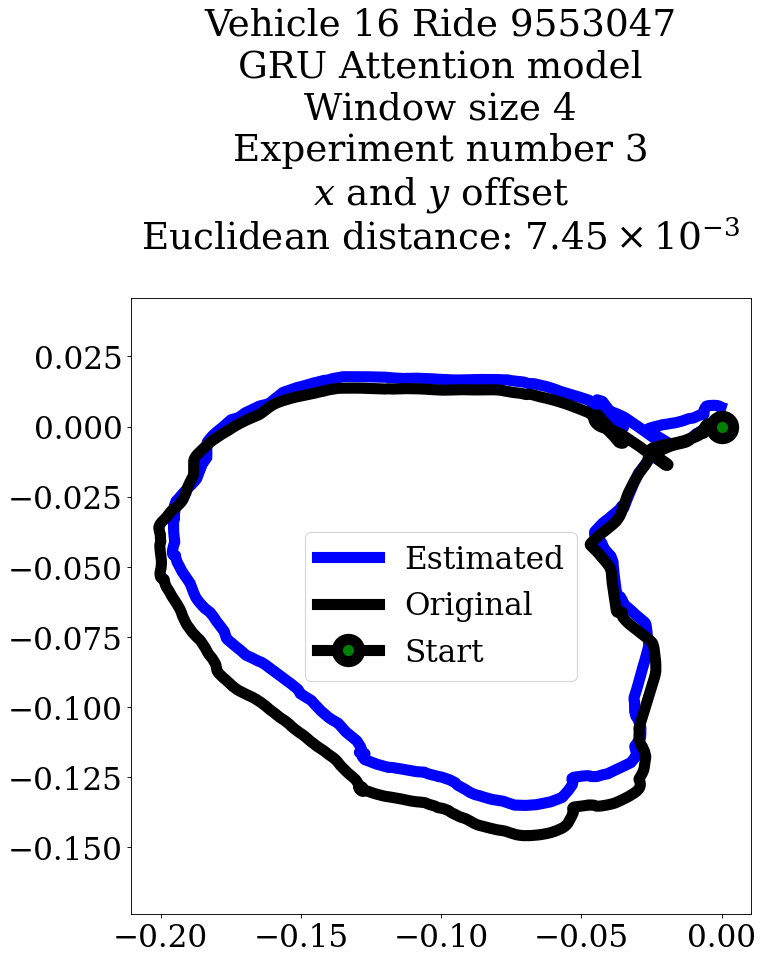 Vehicle 16 Ride 9553047
GRU Attention model
Window size 4
Experiment number 3
x and y offset
Euclidean distance: 7.45 × 10⁻³
0.025
0.000
−0.025
−0.050
−0.075
−0.100
−0.125
−0.150
Estimated
Original
Start
−0.20 −0.15 −0.10 −0.05 0.00